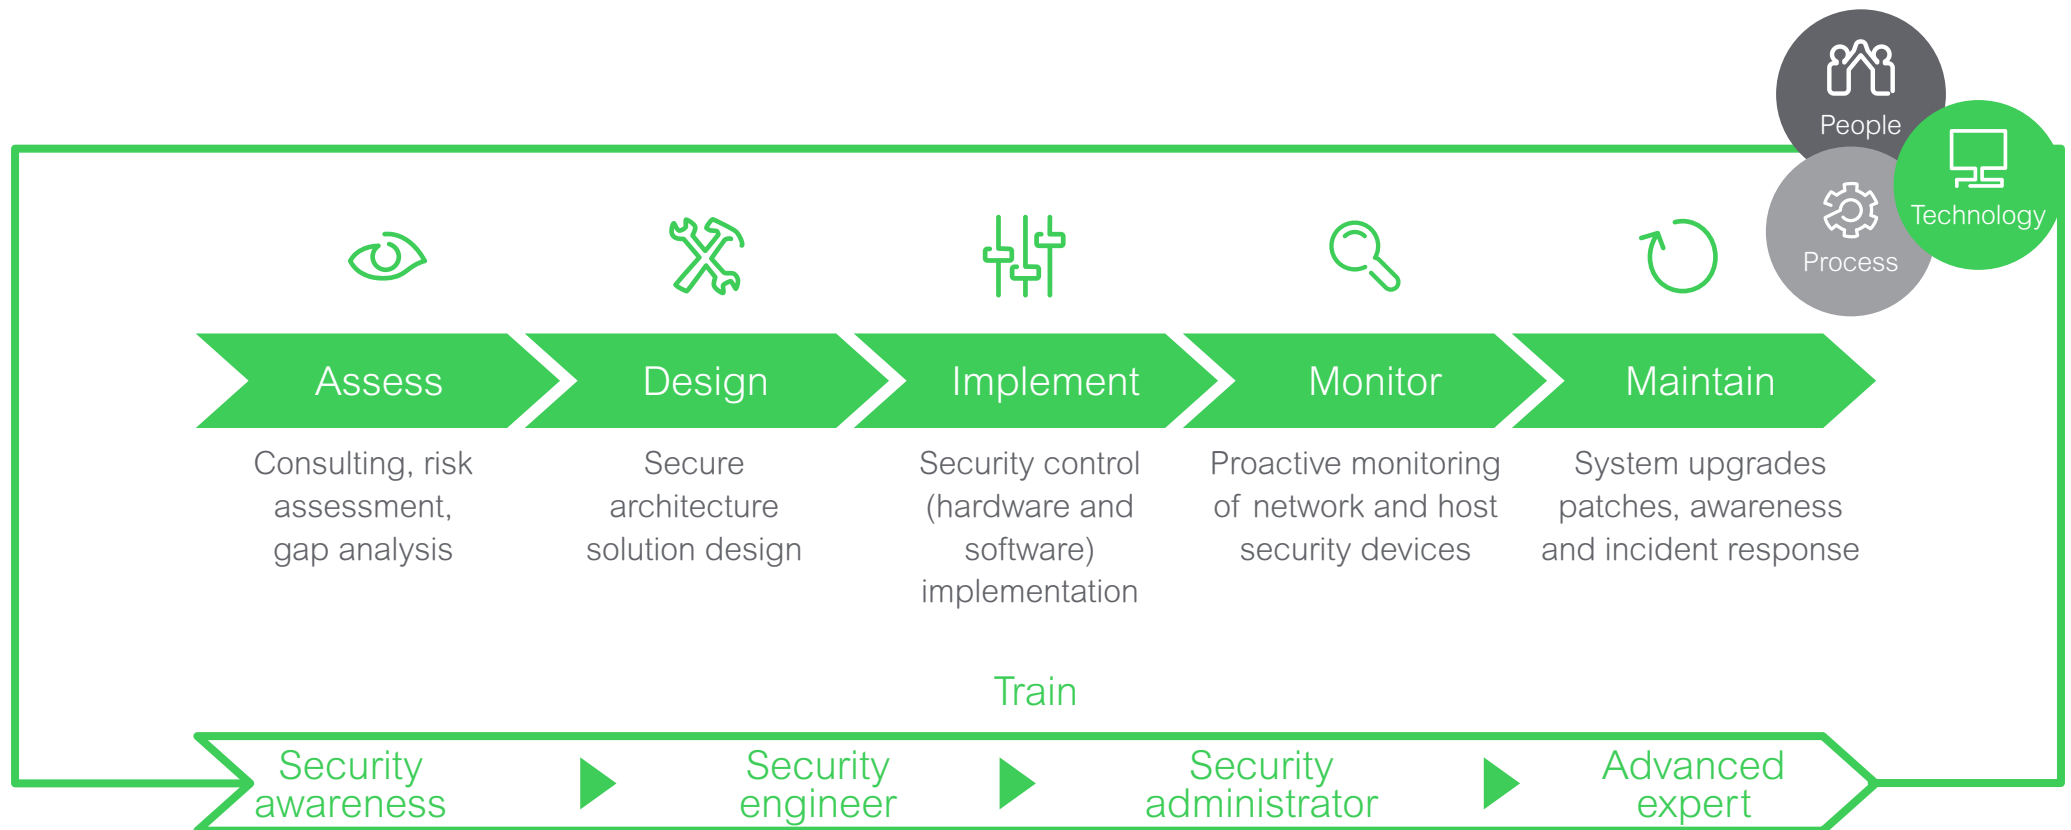 People
Technology
Process
Assess
Design
Implement
Monitor
Maintain
Consulting, risk
assessment,
gap analysis
Secure
architecture
solution design
Security control
(hardware and
software)
implementation
Proactive monitoring
of network and host
security devices
System upgrades
patches, awareness
and incident response
Train
Security
awareness
Security
engineer
Security
administrator
Advanced
expert